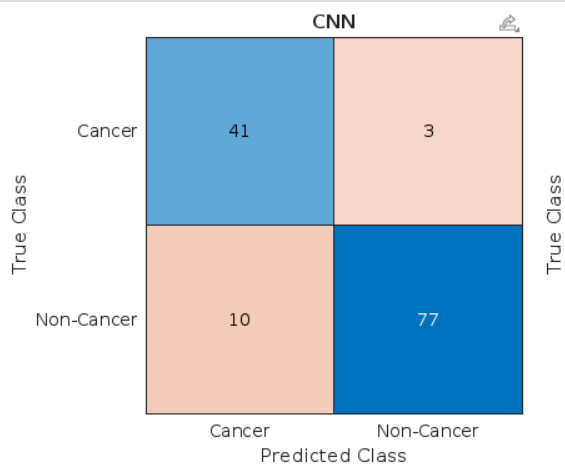 CNN
True Class
Cancer
41
3
Non-Cancer
10
77
Cancer
Non-Cancer
Predicted Class
True Class